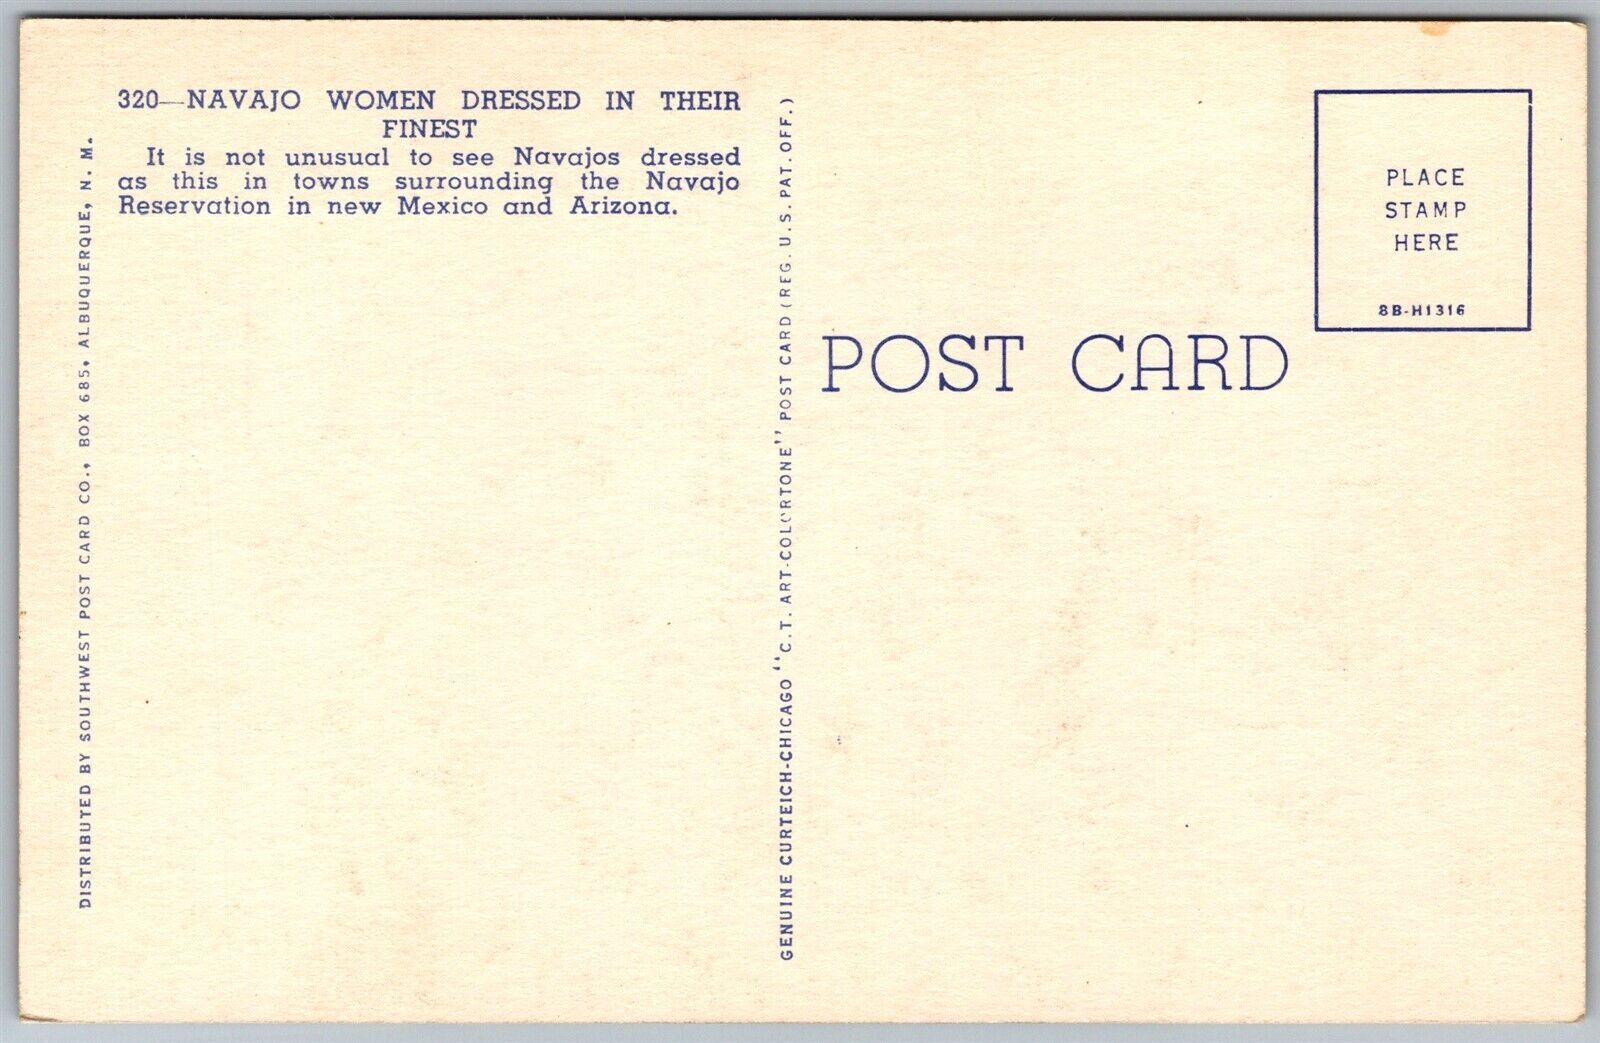 320—NAVAJO WOMEN DRESSED IN THEIR
FINEST
It is not unusual to see Navajos dressed
as this in towns surrounding the Navajo
Reservation in new Mexico and Arizona.
DISTRIBUTED BY SOUTHWEST POST CARD CO., BOX 685, ALBUQUERQUE, N. M.
GENUINE CURTEICH-CHICAGO "C.T. ART-COLORTONE" POST CARD (REG. U.S. PAT. OFF.)
POST CARD
PLACE
STAMP
HERE
8B-H1316